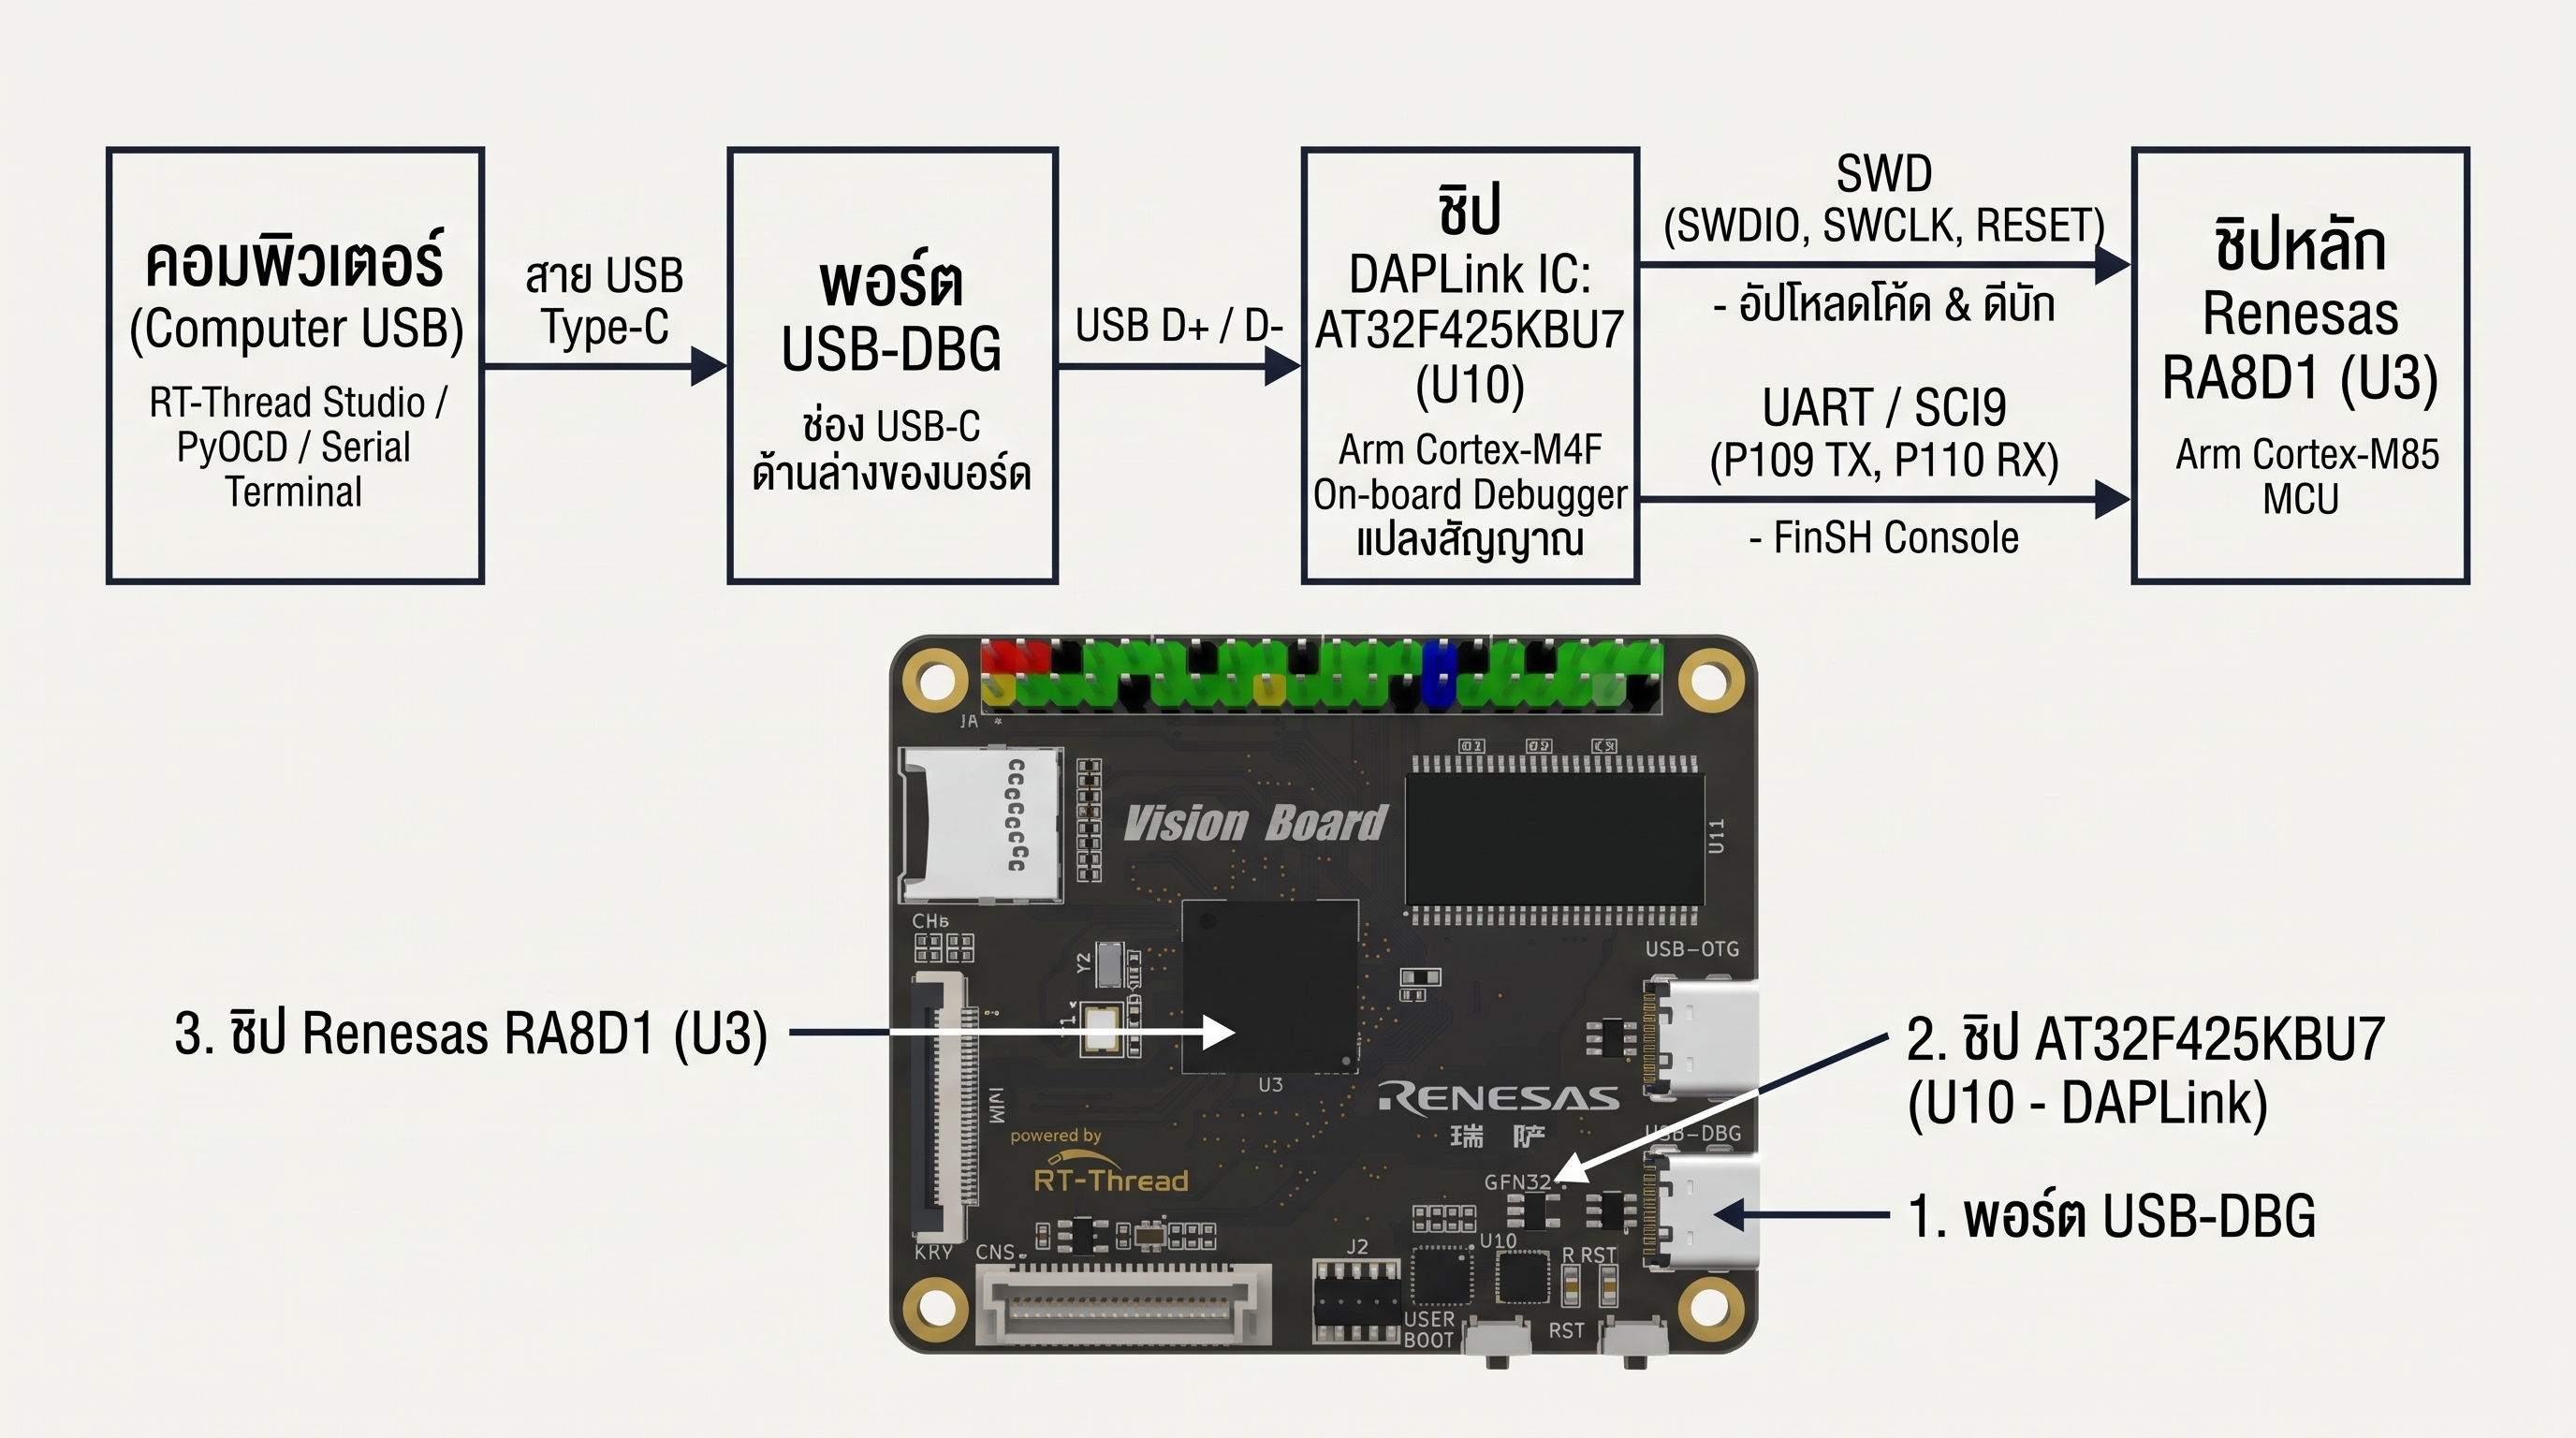 คอมพิวเตอร์
(Computer USB)
RT-Thread Studio /
PyOCD / Serial
Terminal
สาย USB
Type-C
พอร์ต
USB-DBG
ช่อง USB-C
ด้านล่างของบอร์ด
USB D+ / D-
ชิป
DAPLink IC:
AT32F425KBU7
(U10)
Arm Cortex-M4F
On-board Debugger
แปลงสัญญาณ
SWD
(SWDIO, SWCLK, RESET)
- อัปโหลดโค้ด & ดีบัก
UART / SCI9
(P109 TX, P110 RX)
- FinSH Console
ชิปหลัก
Renesas
RA8D1 (U3)
Arm Cortex-M85
MCU
JA
Vision Board
U11
USB-OTG
Y2
3. ชิป Renesas RA8D1 (U3)
U3
RENESAS
瑞 萨
2. ชิป AT32F425KBU7
(U10 - DAPLink)
USB-DBG
powered by
RT-Thread
GFN32
1. พอร์ต USB-DBG
KRY
CNS
J2
U10
R RST
USER
BOOT
RST